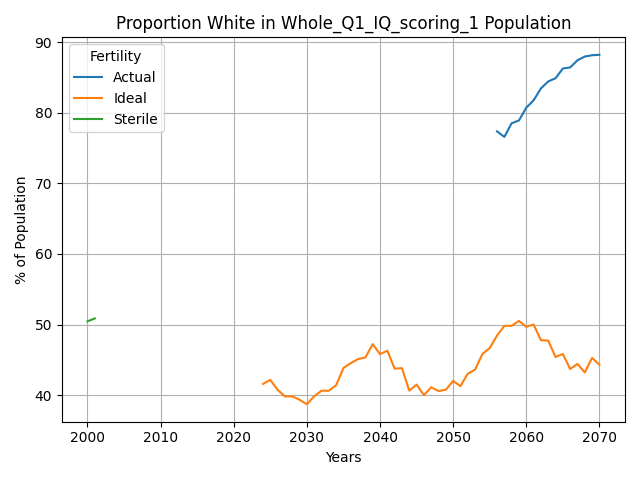 Proportion White in Whole_Q1_IQ_scoring_1 Population
Fertility
Actual
Ideal
Sterile
% of Population
90
80
70
60
50
40
2000
2010
2020
2030
2040
2050
2060
2070
Years